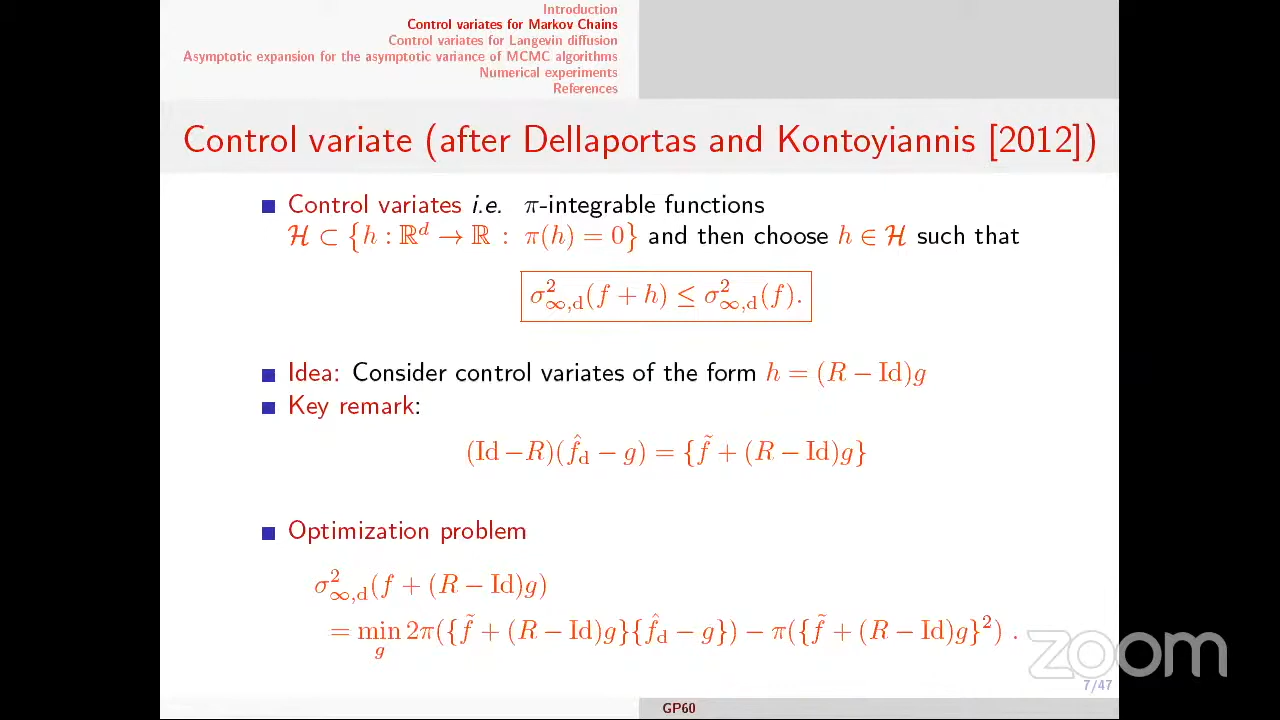 Introduction
Control variates for Markov Chains
Control variates for Langevin diffusion
Asymptotic expansion for the asymptotic variance of MCMC algorithms
Numerical experiments
References
Control variate (after Dellaportas and Kontoyiannis [2012])
Control variates i.e. π-integrable functions
ℋ ⊂ {h : ℝ^d → ℝ : π(h) = 0} and then choose h ∈ ℋ such that
σ²_{∞,d}(f + h) ≤ σ²_{∞,d}(f).
Idea: Consider control variates of the form h = (R − Id)g
Key remark:
(Id −R)(f̂_d − g) = {f̃ + (R − Id)g}
Optimization problem
σ²_{∞,d}(f + (R − Id)g)
= min_g 2π({f̃ + (R − Id)g}{f̂_d − g}) − π({f̃ + (R − Id)g}²) .
zoom
7/47
GP60